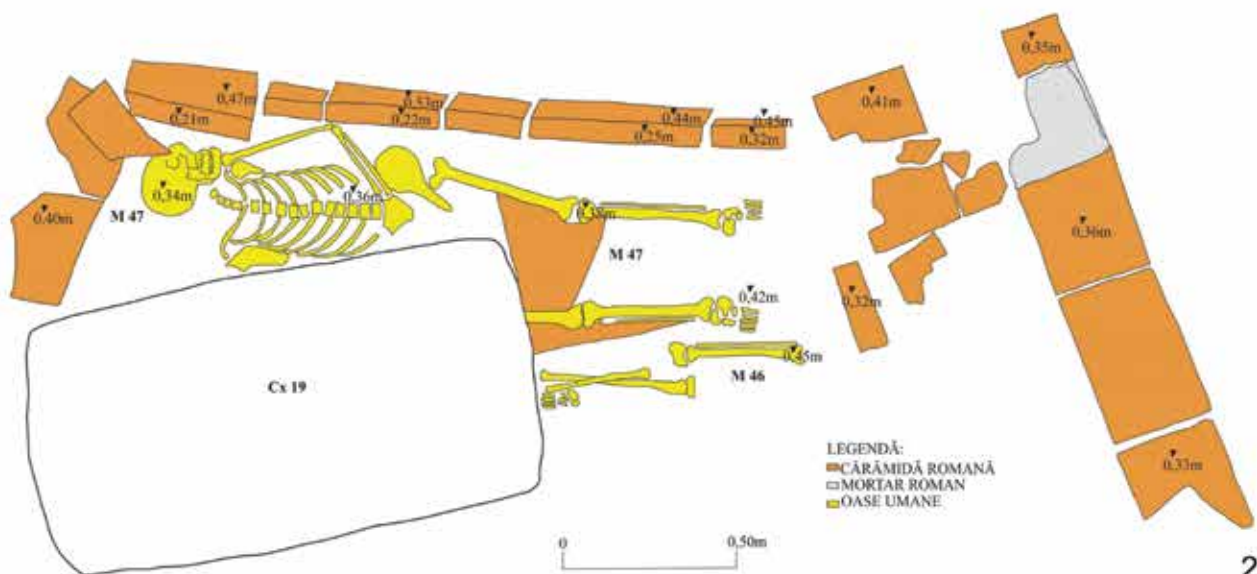 0,35m
0,41m
0,47m
0,53m
0,44m
0,45m
0,21m
0,22m
0,25m
0,32m
0,34m
0,36m
0,40m
M 47
0,38m
0,36m
M 47
0,42m
0,32m
0,45m
M 46
Cx 19
LEGENDĂ:
CĂRĂMIDĂ ROMANĂ
MORTAR ROMAN
OASE UMANE
0,33m
0
0,50m
2